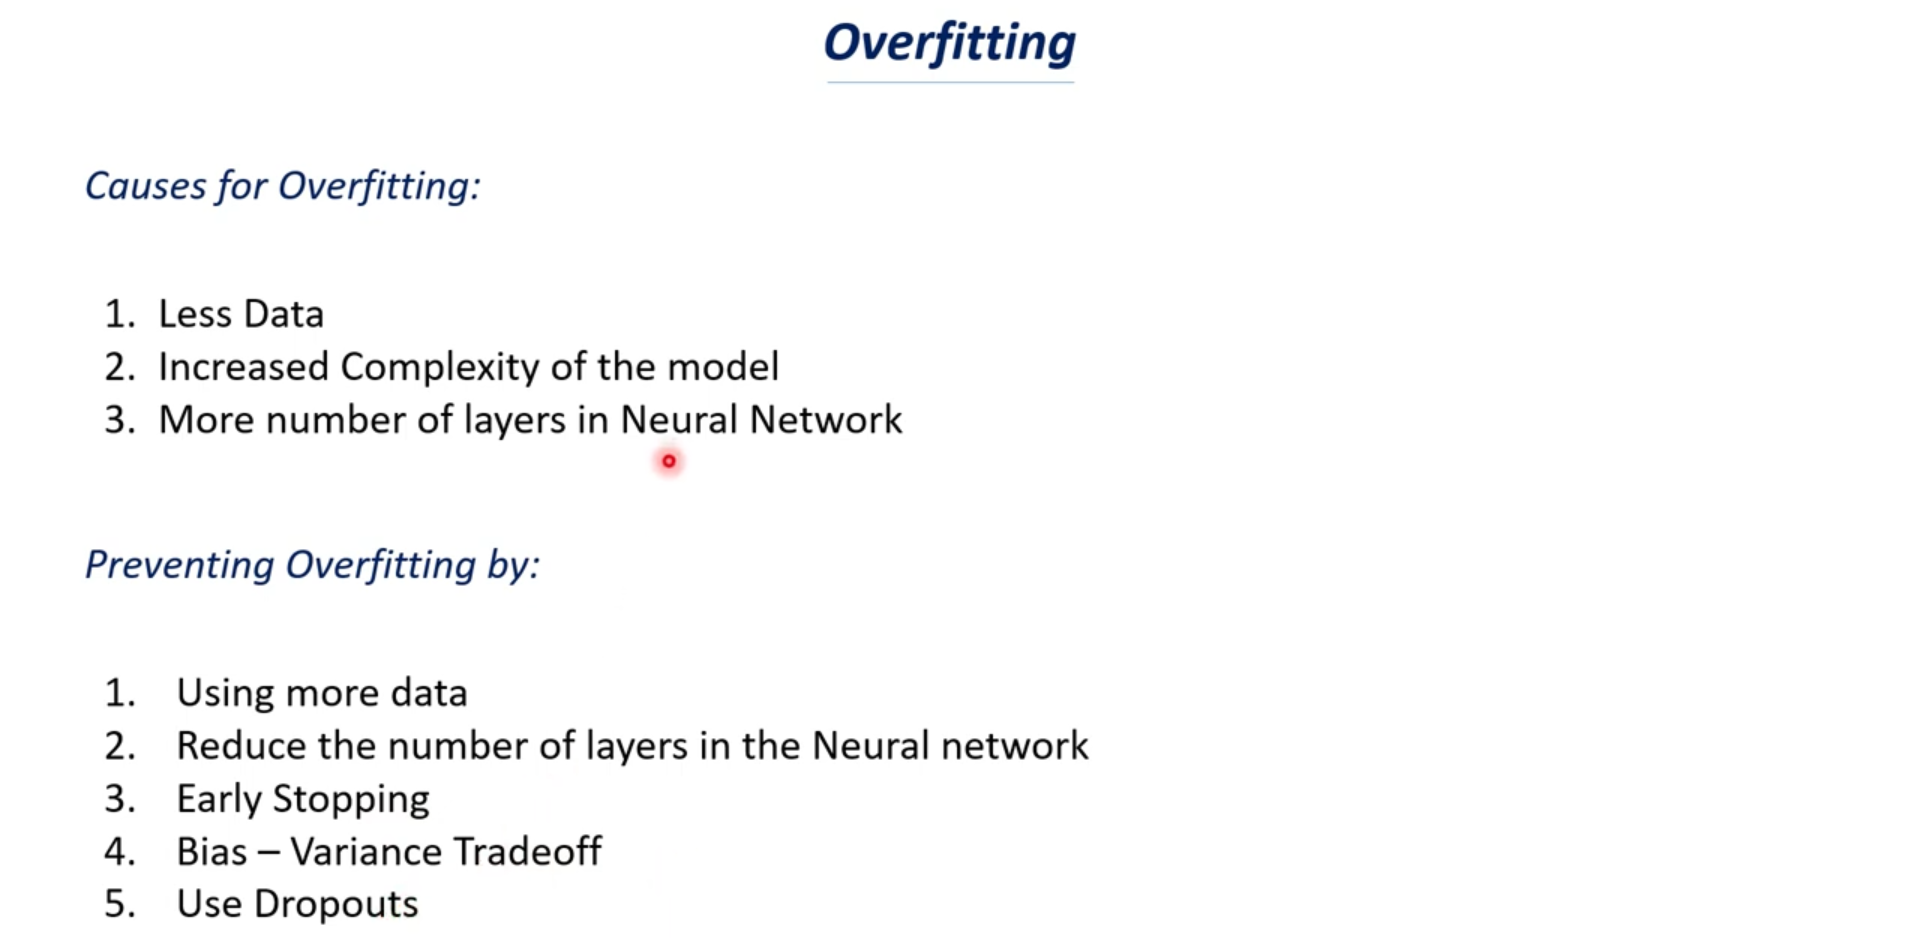 Overfitting
Causes for Overfitting:
1. Less Data
2. Increased Complexity of the model
3. More number of layers in Neural Network
Preventing Overfitting by:
1. Using more data
2. Reduce the number of layers in the Neural network
3. Early Stopping
4. Bias – Variance Tradeoff
5. Use Dropouts